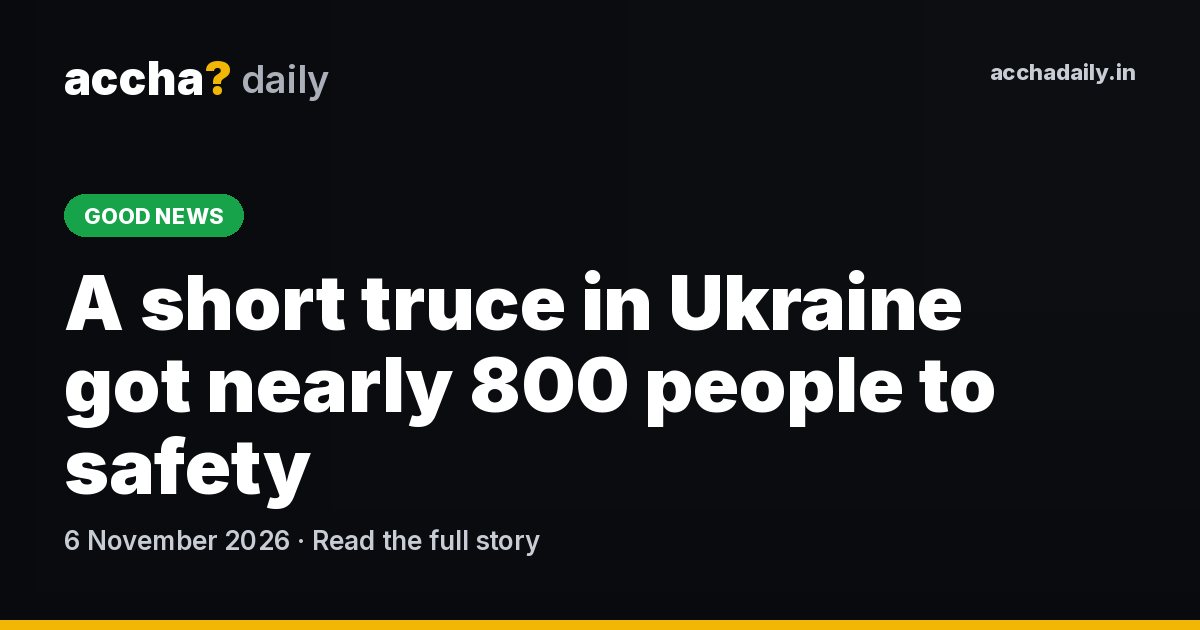 accha? daily
acchadaily.in
GOOD NEWS
A short truce in Ukraine
got nearly 800 people to
safety
6 November 2026 · Read the full story